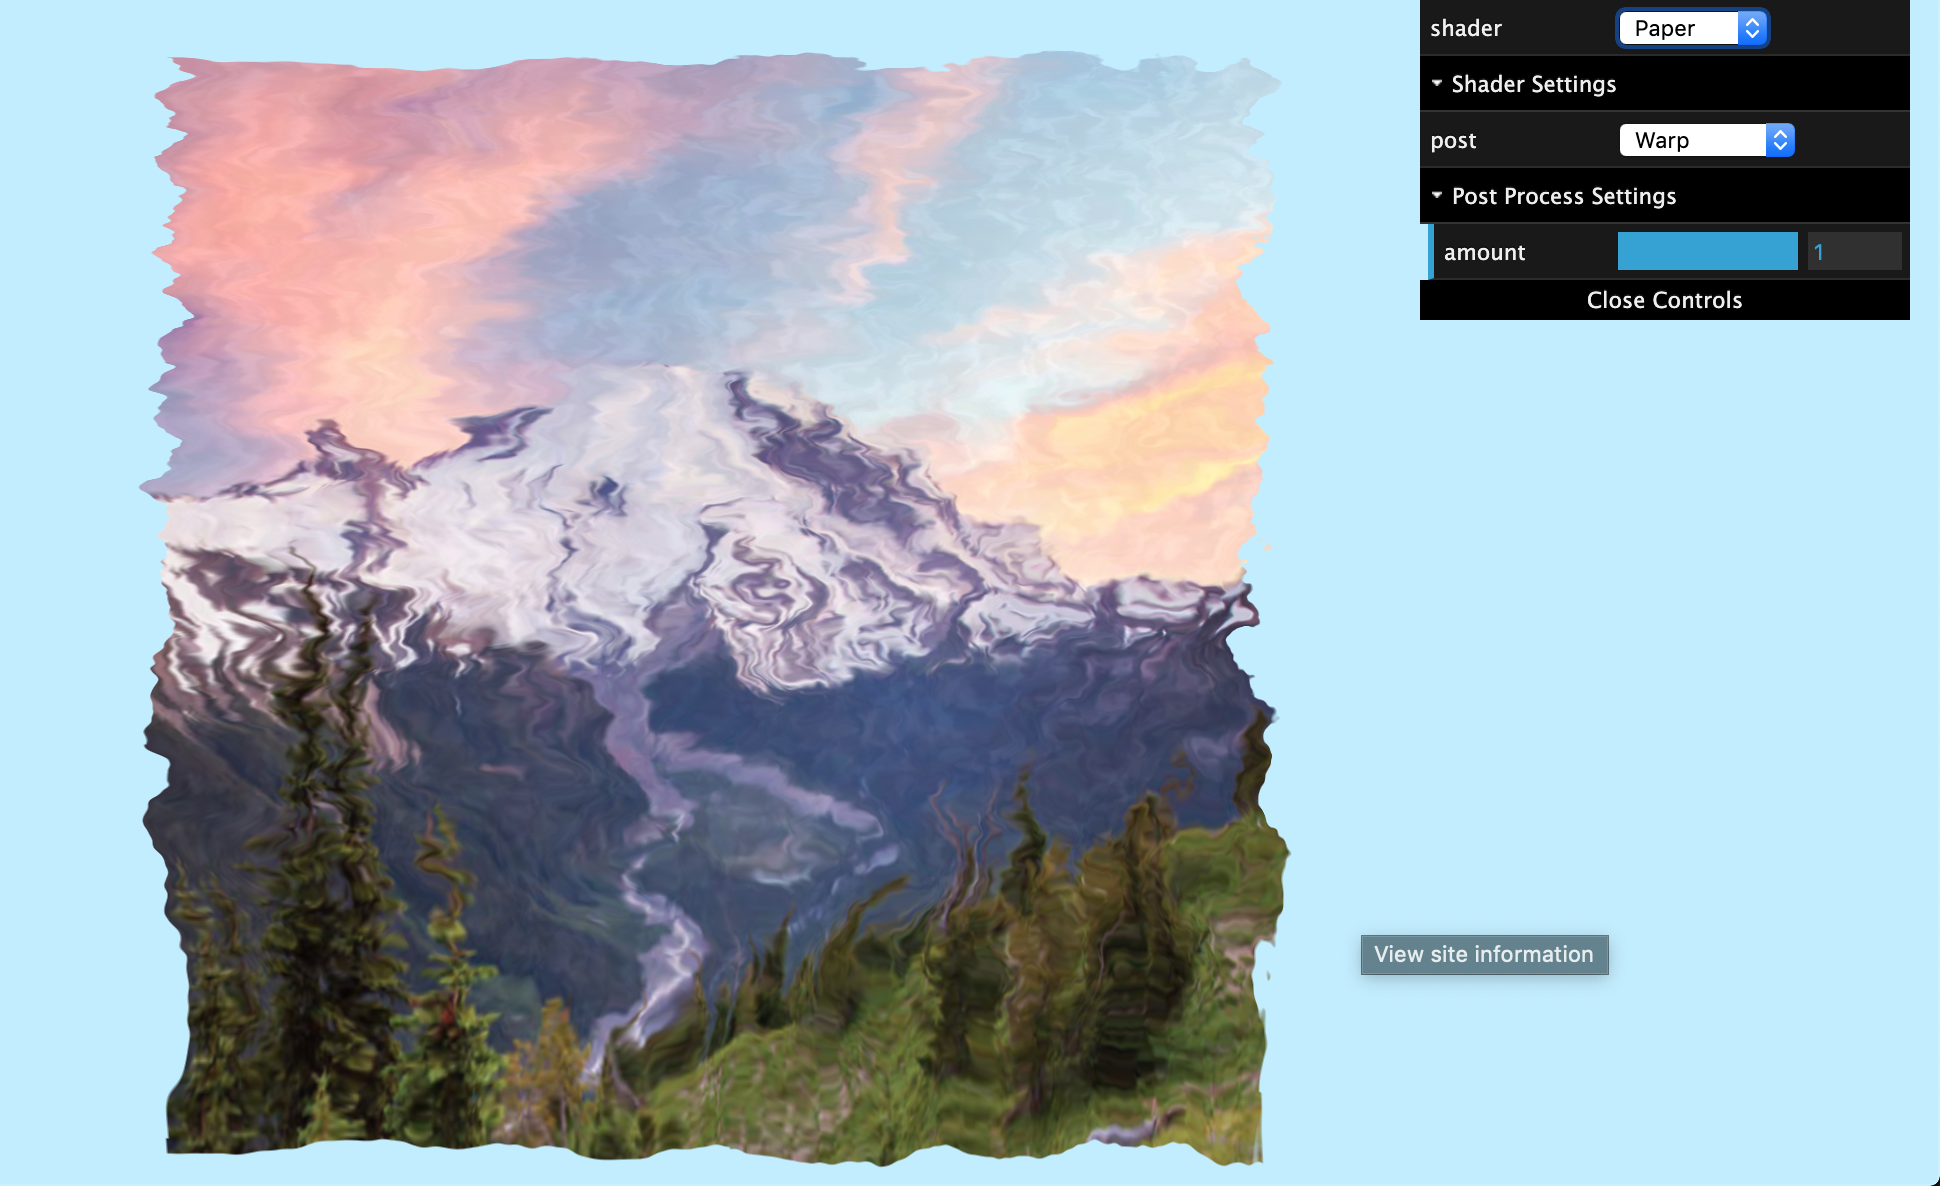 shader Paper
Shader Settings
post Warp
Post Process Settings
amount 1
Close Controls
View site information